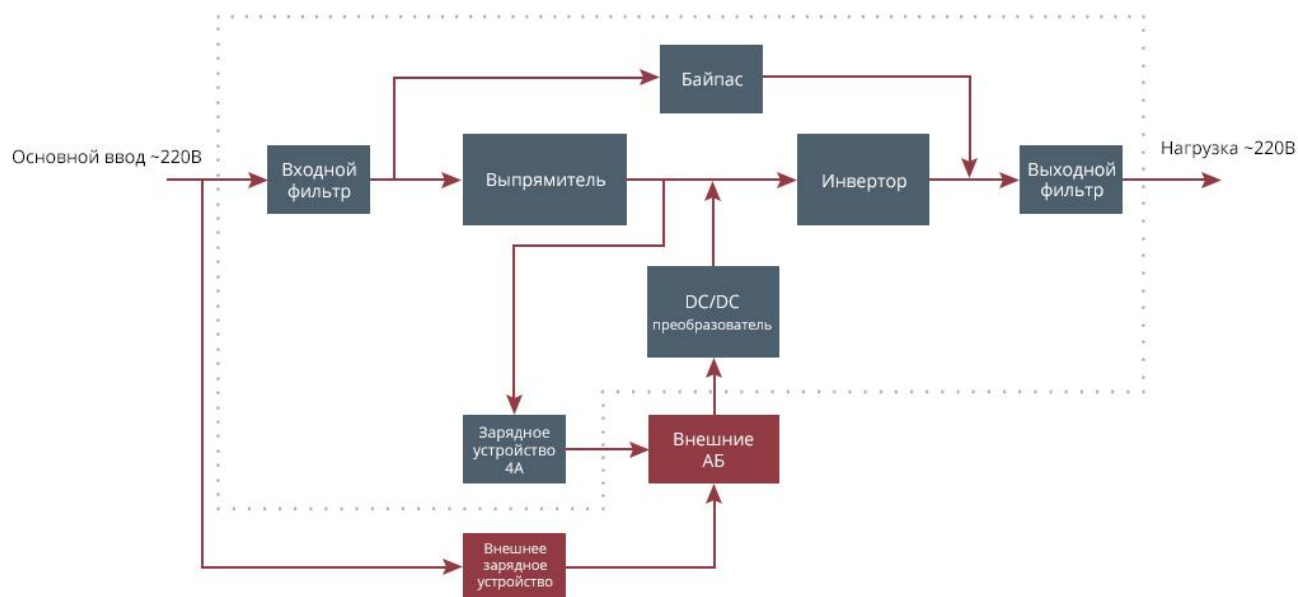 Байпас
Основной ввод ~220В
Входной
фильтр
Выпрямитель
Инвертор
Выходной
фильтр
Нагрузка ~220В
DC/DC
преобразователь
Зарядное
устройство
4А
Внешние
АБ
Внешнее
зарядное
устройство